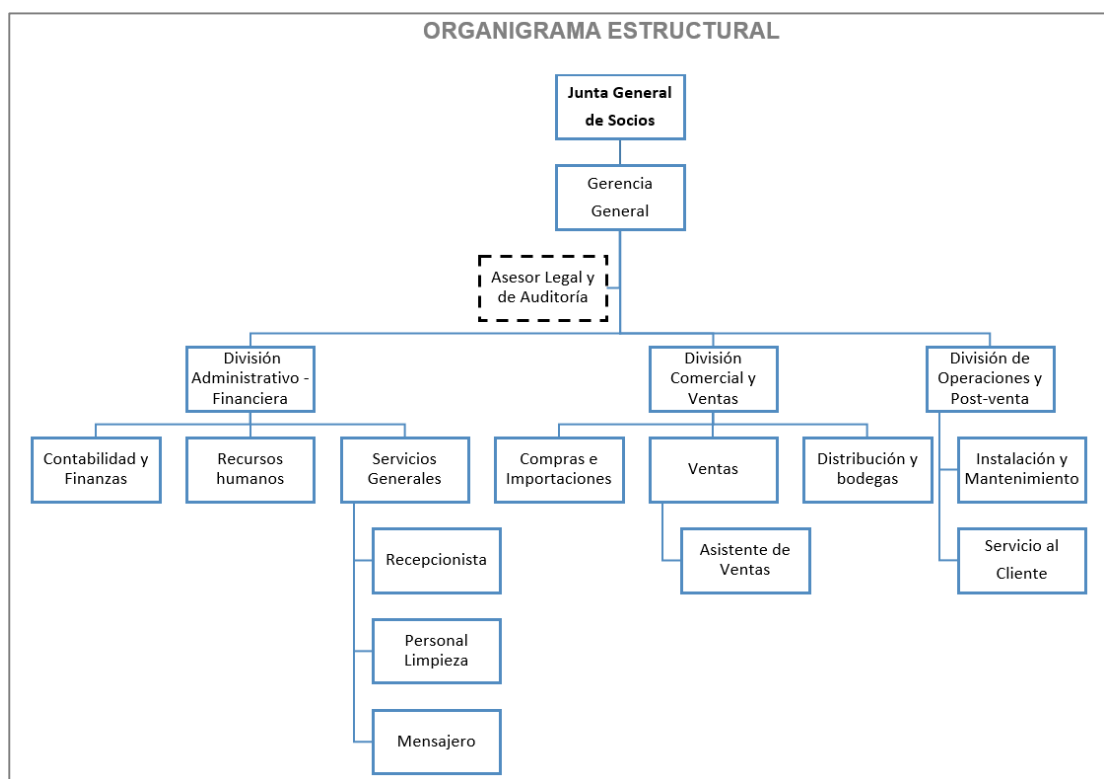 ORGANIGRAMA ESTRUCTURAL
Junta General
de Socios
Gerencia
General
Asesor Legal y
de Auditoría
División
Administrativo -
Financiera
División
Comercial y
Ventas
División de
Operaciones y
Post-venta
Contabilidad y
Finanzas
Recursos
humanos
Servicios
Generales
Compras e
Importaciones
Ventas
Distribución y
bodegas
Instalación y
Mantenimiento
Recepcionista
Asistente de
Ventas
Servicio al
Cliente
Personal
Limpieza
Mensajero